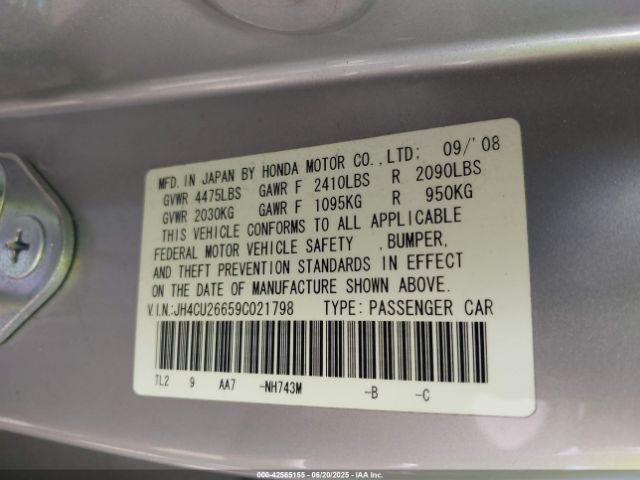 MFD. IN JAPAN BY HONDA MOTOR CO., LTD; 09/'08
GVWR 4475LBS GAWR F 2410LBS R 2090LBS
GVWR 2030KG GAWR F 1095KG R 950KG
THIS VEHICLE CONFORMS TO ALL APPLICABLE
FEDERAL MOTOR VEHICLE SAFETY ,BUMPER,
AND THEFT PREVENTION STANDARDS IN EFFECT
ON THE DATE OF MANUFACTURE SHOWN ABOVE.
V.I.N.:JH4CU26659C021798 TYPE: PASSENGER CAR
TL2 9 AA7 -NH743M -B -C
000-42565155 - 06/20/2025 - IAA Inc.